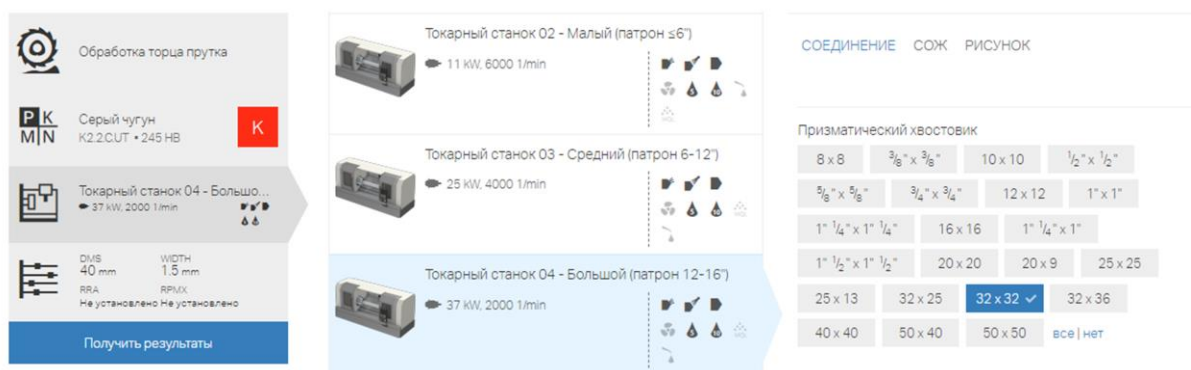 Обработка торца прутка
P K
M N
Серый чугун
K2.2.C.UT • 245 HB
K
Токарный станок 04 - Большо...
37 kW, 2000 1/min
DMS WIDTH
40 mm 1.5 mm
RRA RPMX
Не установлено Не установлено
Получить результаты
Токарный станок 02 - Малый (патрон ≤6")
11 kW, 6000 1/min
Токарный станок 03 - Средний (патрон 6-12")
25 kW, 4000 1/min
Токарный станок 04 - Большой (патрон 12-16")
37 kW, 2000 1/min
СОЕДИНЕНИЕ СОЖ РИСУНОК
Призматический хвостовик
8 x 8 3/8" x 3/8" 10 x 10 1/2" x 1/2"
5/8" x 5/8" 3/4" x 3/4" 12 x 12 1" x 1"
1" 1/4" x 1" 1/4" 16 x 16 1" 1/4" x 1"
1" 1/2" x 1" 1/2" 20 x 20 20 x 9 25 x 25
25 x 13 32 x 25 32 x 32 ✓ 32 x 36
40 x 40 50 x 40 50 x 50 все | нет